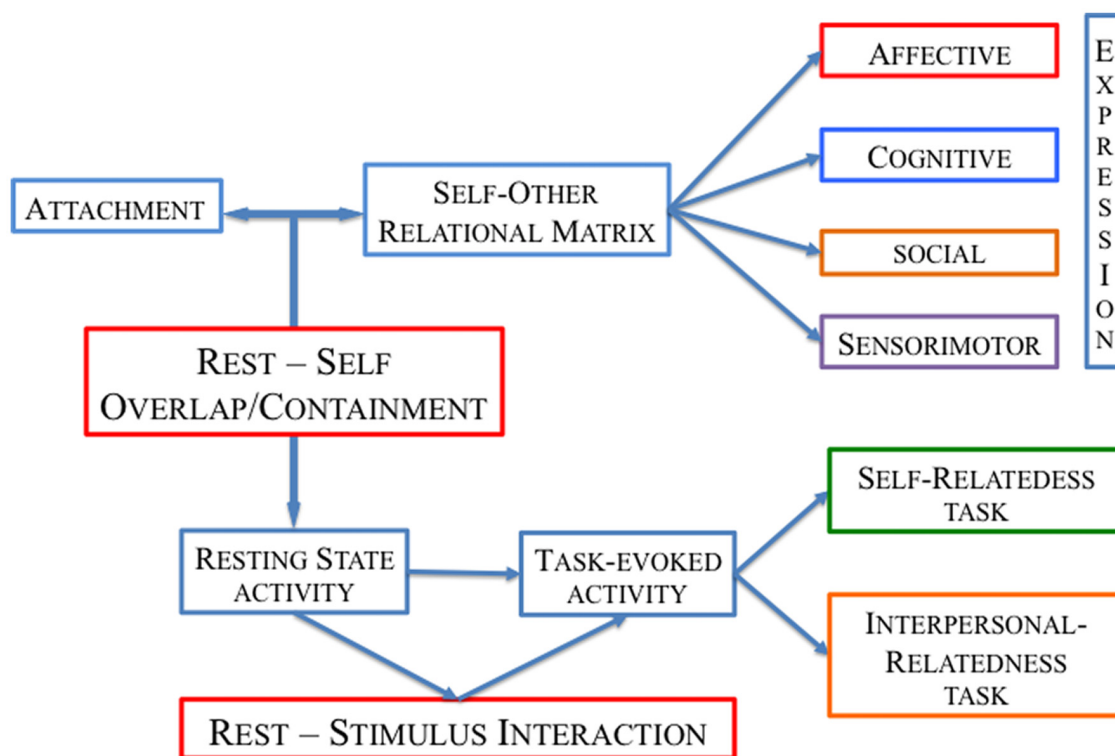 AFFECTIVE
COGNITIVE
SOCIAL
SENSORIMOTOR
EXPRESSION
ATTACHMENT
SELF-OTHER
RELATIONAL MATRIX
REST – SELF
OVERLAP/CONTAINMENT
RESTING STATE
ACTIVITY
TASK-EVOKED
ACTIVITY
SELF-RELATEDESS
TASK
INTERPERSONAL-
RELATEDNESS
TASK
REST – STIMULUS INTERACTION